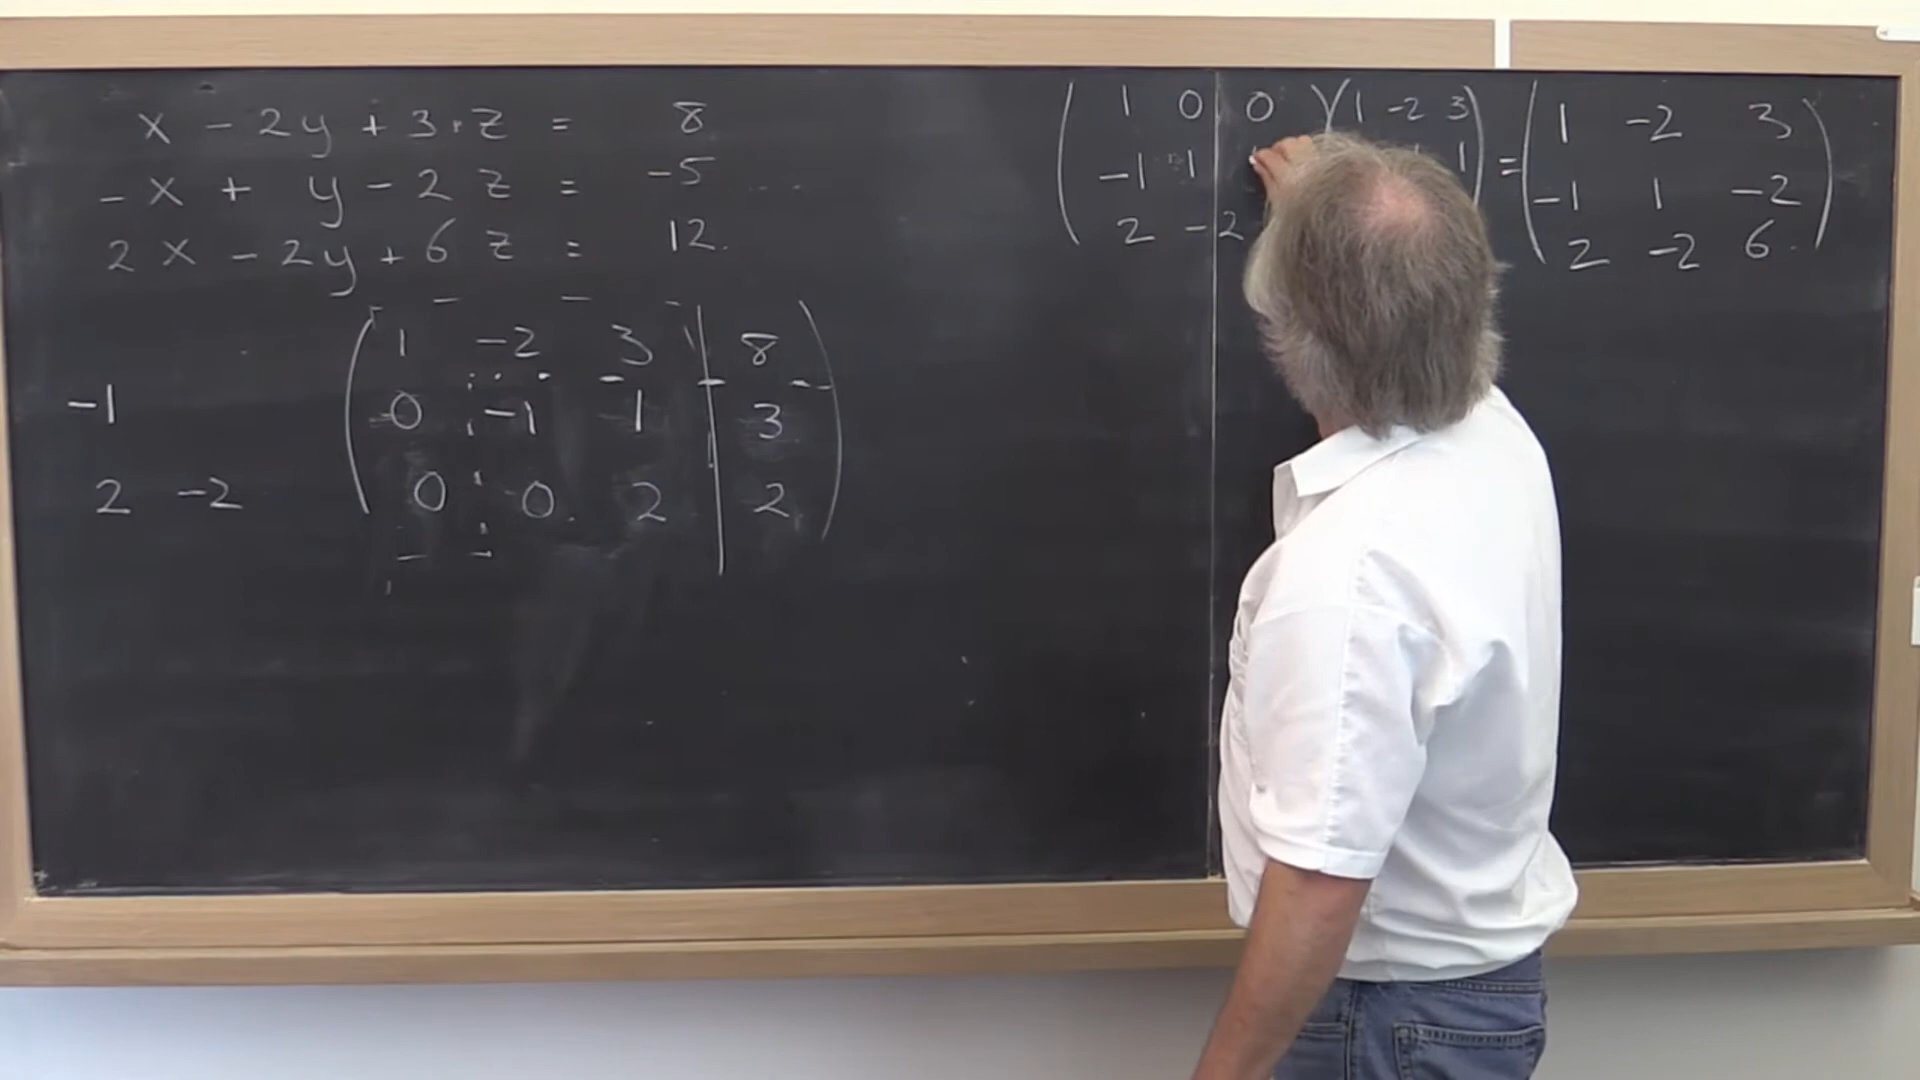 x - 2y + 3·z = 8
-x + y - 2z = -5
2x - 2y + 6z = 12.
1 -2 3 | 8
-1 0 -1 1 | 3
2 -2 0 0 2 | 2
( 1 0 0 )( 1 -2 3 ) = ( 1 -2 3 )
-1 1 1 -1 1 -2
2 -2 2 -2 6